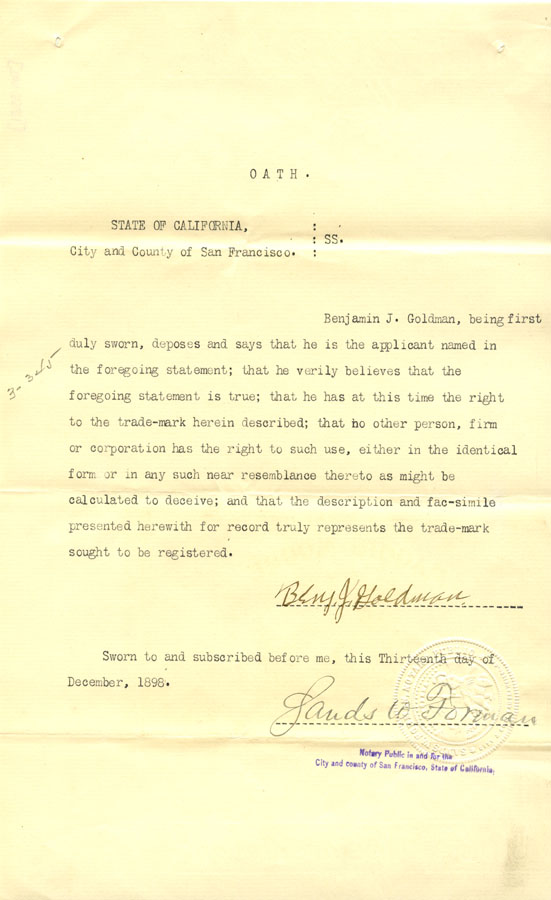 OATH.
STATE OF CALIFORNIA, :
: SS.
City and County of San Francisco. :
Benjamin J. Goldman, being first
duly sworn, deposes and says that he is the applicant named in
the foregoing statement; that he verily believes that the
foregoing statement is true; that he has at this time the right
to the trade-mark herein described; that no other person, firm
or corporation has the right to such use, either in the identical
form or in any such near resemblance thereto as might be
calculated to deceive; and that the description and fac-simile
presented herewith for record truly represents the trade-mark
sought to be registered.
Benj. J. Goldman
Sworn to and subscribed before me, this Thirteenth day of
December, 1898.
Sands W. Forman
Notary Public in and for the
City and county of San Francisco, State of California,